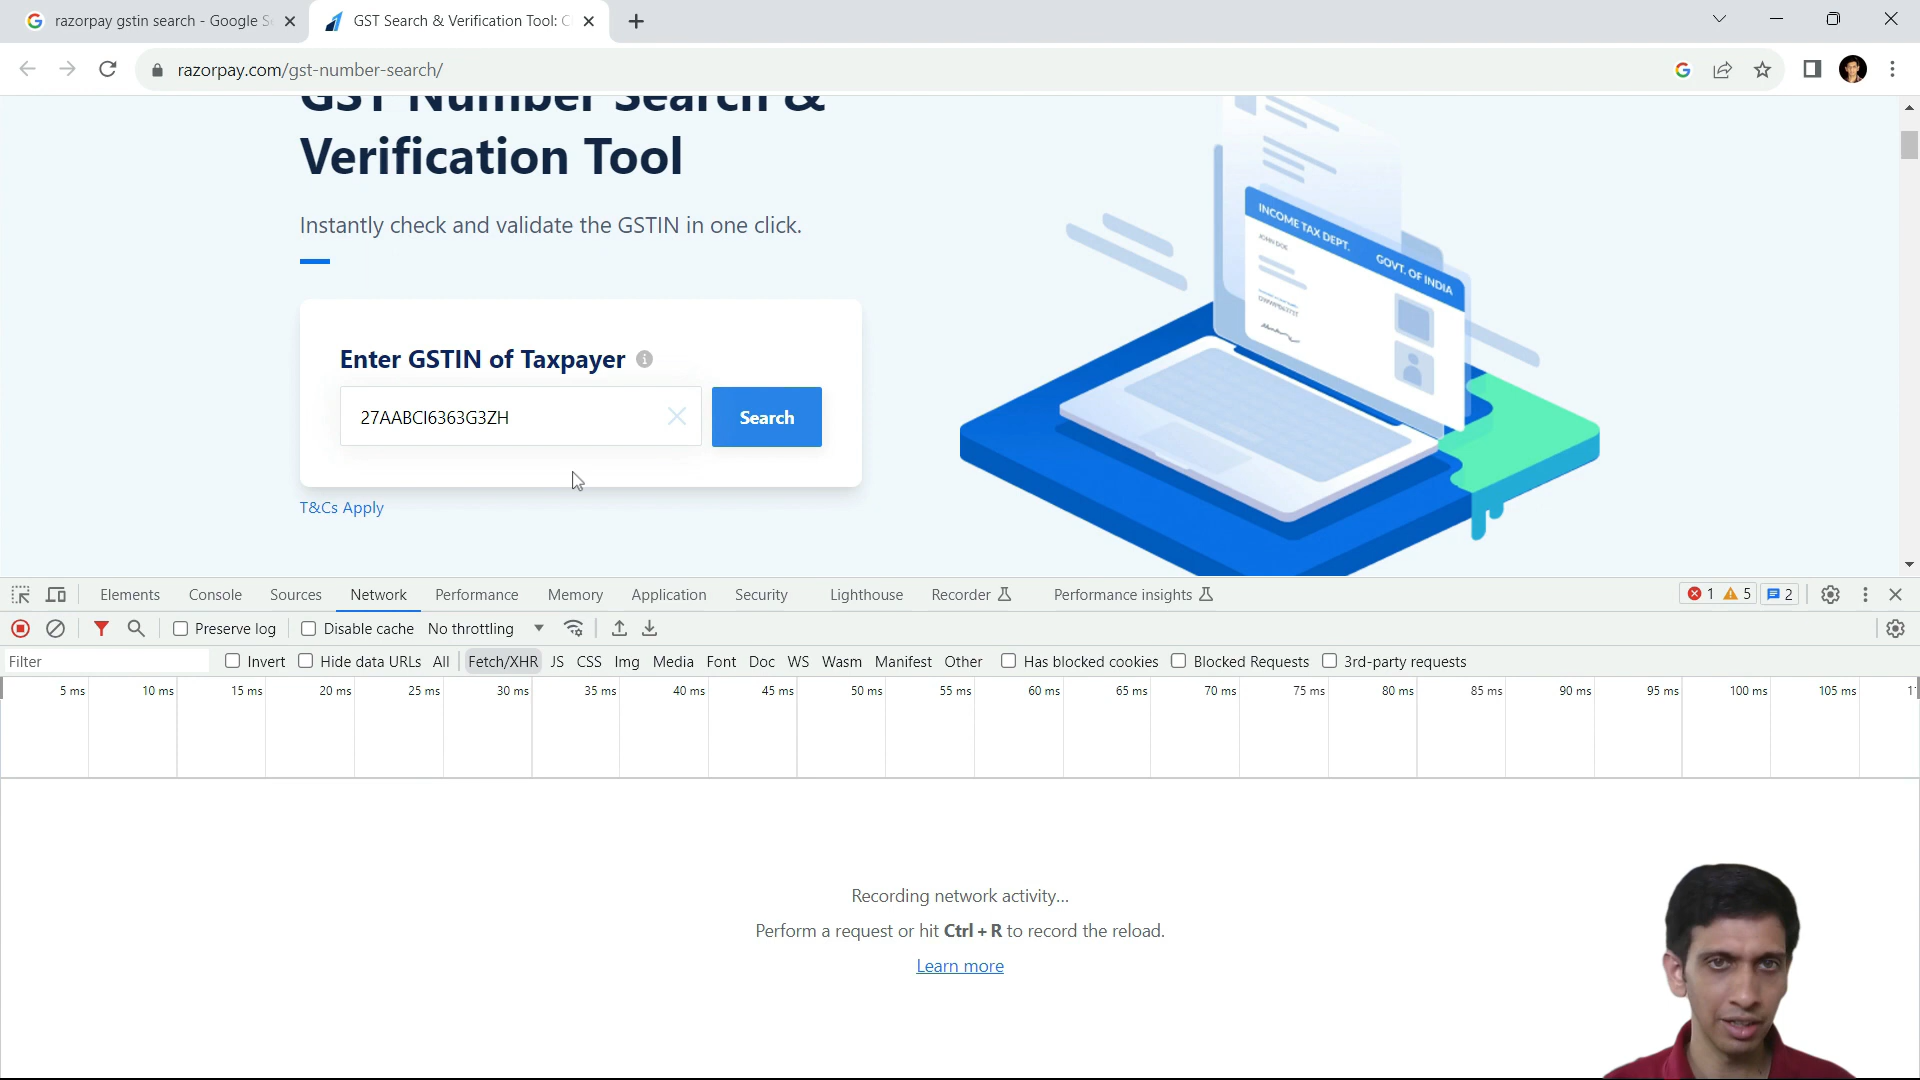 razorpay gstin search - Google S
GST Search & Verification Tool: C
razorpay.com/gst-number-search/
GST Number Search &
Verification Tool
Instantly check and validate the GSTIN in one click.
Enter GSTIN of Taxpayer
27AABCI6363G3ZH
Search
T&Cs Apply
INCOME TAX DEPT.
GOVT. OF INDIA
JOHN DOE
Elements Console Sources Network Performance Memory Application Security Lighthouse Recorder Performance insights 1 5 2
Preserve log Disable cache No throttling
Filter Invert Hide data URLs All Fetch/XHR JS CSS Img Media Font Doc WS Wasm Manifest Other Has blocked cookies Blocked Requests 3rd-party requests
5 ms 10 ms 15 ms 20 ms 25 ms 30 ms 35 ms 40 ms 45 ms 50 ms 55 ms 60 ms 65 ms 70 ms 75 ms 80 ms 85 ms 90 ms 95 ms 100 ms 105 ms
Recording network activity...
Perform a request or hit Ctrl + R to record the reload.
Learn more